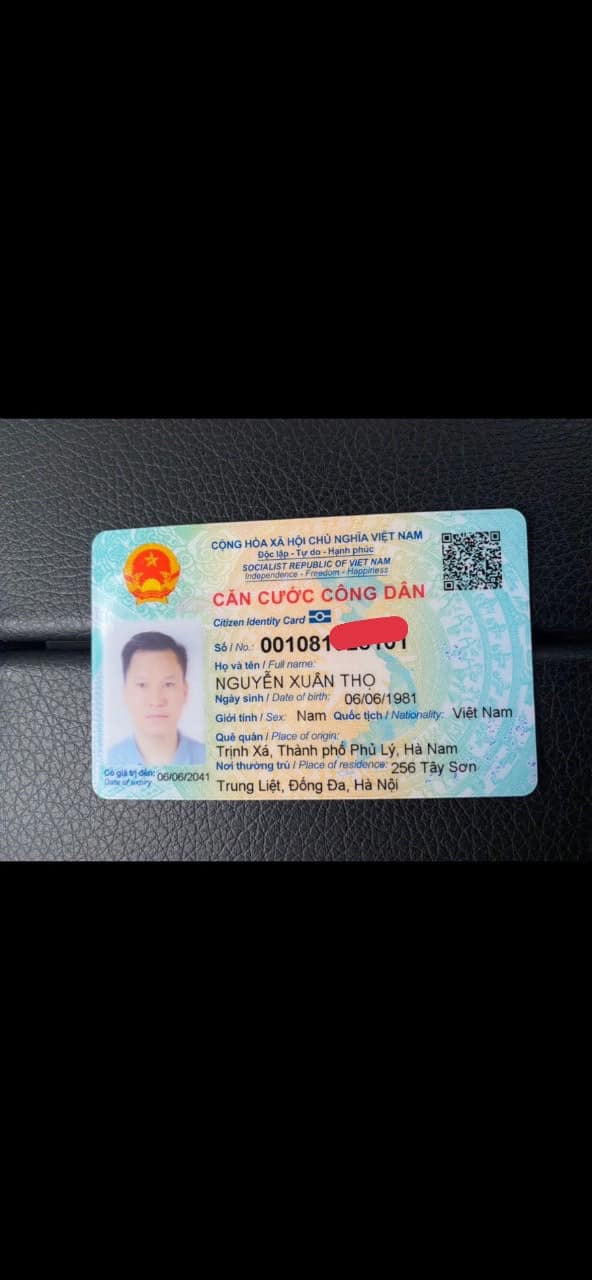 CỘNG HÒA XÃ HỘI CHỦ NGHĨA VIỆT NAM
Độc lập - Tự do - Hạnh phúc
SOCIALIST REPUBLIC OF VIET NAM
Independence - Freedom - Happiness
CĂN CƯỚC CÔNG DÂN
Citizen Identity Card
Số / No.: 001081
Họ và tên / Full name:
NGUYỄN XUÂN THỌ
Ngày sinh / Date of birth: 06/06/1981
Giới tính / Sex: Nam Quốc tịch / Nationality: Việt Nam
Quê quán / Place of origin:
Trịnh Xá, Thành phố Phủ Lý, Hà Nam
Nơi thường trú / Place of residence: 256 Tây Sơn
Trung Liệt, Đống Đa, Hà Nội
Có giá trị đến: 06/06/2041
Date of expiry